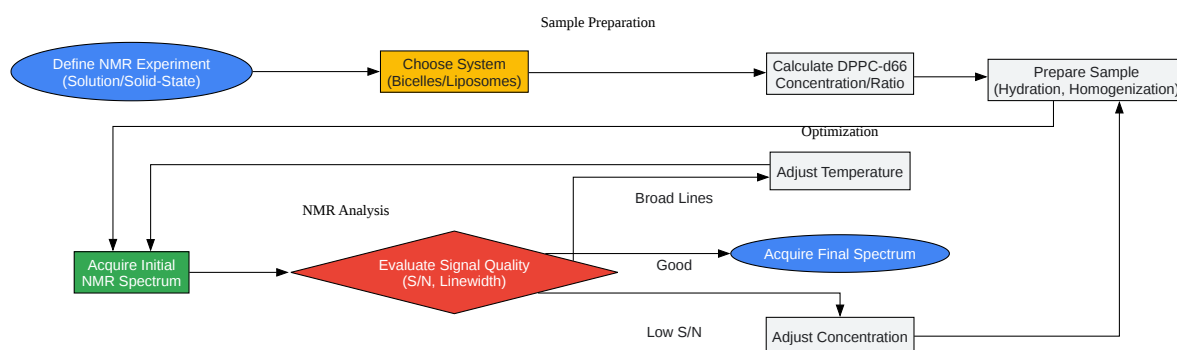 Sample Preparation
Define NMR Experiment
(Solution/Solid-State)
Choose System
(Bicelles/Liposomes)
Calculate DPPC-d66
Concentration/Ratio
Prepare Sample
(Hydration, Homogenization)
Optimization
Adjust Temperature
Broad Lines
NMR Analysis
Acquire Initial
NMR Spectrum
Evaluate Signal Quality
(S/N, Linewidth)
Good
Acquire Final Spectrum
Low S/N
Adjust Concentration